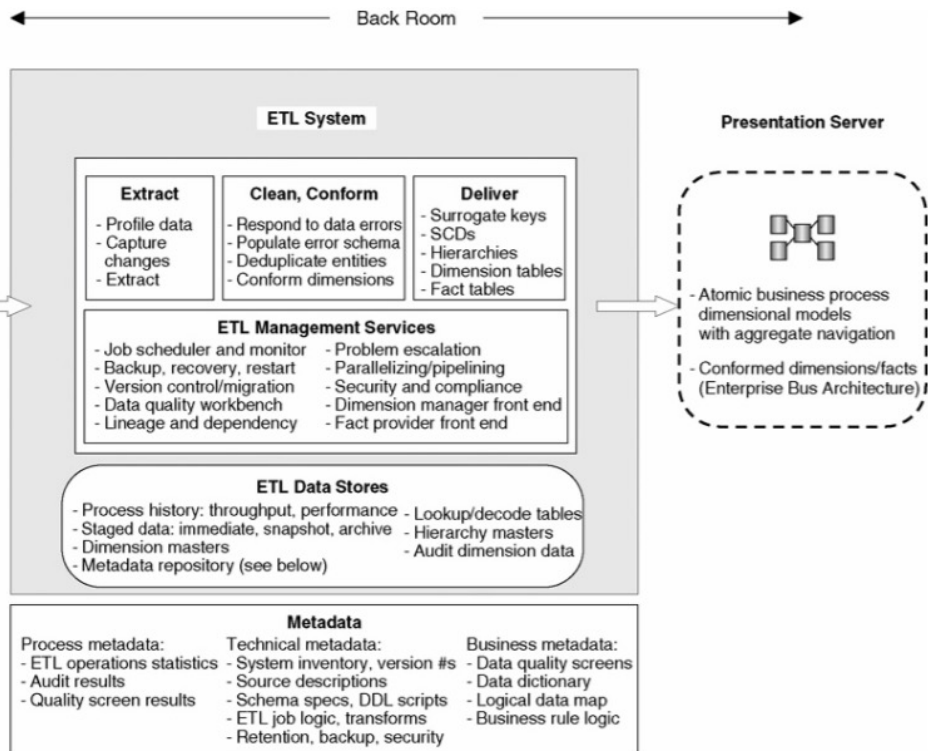 Back Room
ETL System
Presentation Server
Extract
- Profile data
- Capture
changes
- Extract
Clean, Conform
- Respond to data errors
- Populate error schema
- Deduplicate entities
- Conform dimensions
Deliver
- Surrogate keys
- SCDs
- Hierarchies
- Dimension tables
- Fact tables
ETL Management Services
- Job scheduler and monitor
- Backup, recovery, restart
- Version control/migration
- Data quality workbench
- Lineage and dependency
- Problem escalation
- Parallelizing/pipelining
- Security and compliance
- Dimension manager front end
- Fact provider front end
- Atomic business process
dimensional models
with aggregate navigation
- Conformed dimensions/facts
(Enterprise Bus Architecture)
ETL Data Stores
- Process history: throughput, performance
- Staged data: immediate, snapshot, archive
- Dimension masters
- Metadata repository (see below)
- Lookup/decode tables
- Hierarchy masters
- Audit dimension data
Metadata
Process metadata:
- ETL operations statistics
- Audit results
- Quality screen results
Technical metadata:
- System inventory, version #s
- Source descriptions
- Schema specs, DDL scripts
- ETL job logic, transforms
- Retention, backup, security
Business metadata:
- Data quality screens
- Data dictionary
- Logical data map
- Business rule logic